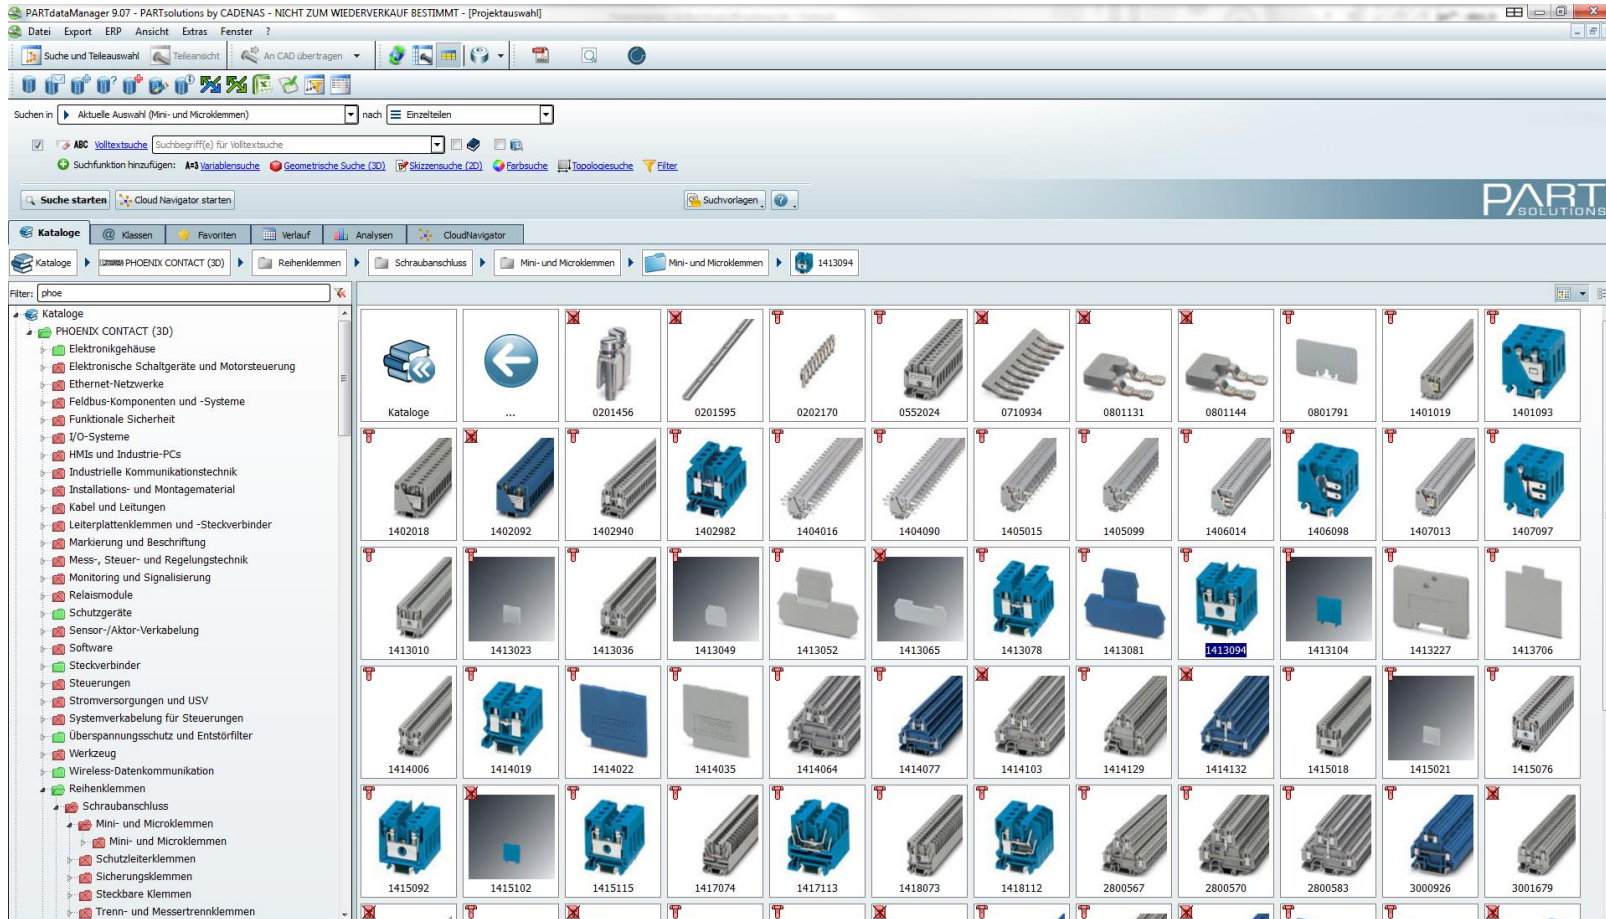 PARTdataManager 9.07 - PARTsolutions by CADENAS - NICHT ZUM WIEDERVERKAUF BESTIMMT - [Projektauswahl]
Datei Export ERP Ansicht Extras Fenster ?
Suche und Teileauswahl Teileansicht An CAD übertragen
Suchen in Aktuelle Auswahl (Mini- und Microklemmen) nach Einzelteilen
ABC Volltextsuche Suchbegriff(e) für Volltextsuche
Suchfunktion hinzufügen: A=3 Variablensuche Geometrische Suche (3D) Skizzensuche (2D) Farbsuche Topologiesuche Filter
Suche starten Cloud Navigator starten Suchvorlagen ?
PART
SOLUTIONS
Kataloge Klassen Favoriten Verlauf Analysen CloudNavigator
Kataloge PHOENIX CONTACT (3D) Reihenklemmen Schraubanschluss Mini- und Microklemmen Mini- und Microklemmen 1413094
Filter: phoe
Kataloge
PHOENIX CONTACT (3D)
Elektronikgehäuse
Elektronische Schaltgeräte und Motorsteuerung
Ethernet-Netzwerke
Feldbus-Komponenten und -Systeme
Funktionale Sicherheit
I/O-Systeme
HMIs und Industrie-PCs
Industrielle Kommunikationstechnik
Installations- und Montagematerial
Kabel und Leitungen
Leiterplattenklemmen und -Steckverbinder
Markierung und Beschriftung
Mess-, Steuer- und Regelungstechnik
Monitoring und Signalisierung
Relaismodule
Schutzgeräte
Sensor-/Aktor-Verkabelung
Software
Steckverbinder
Steuerungen
Stromversorgungen und USV
Systemverkabelung für Steuerungen
Überspannungsschutz und Entstörfilter
Werkzeug
Wireless-Datenkommunikation
Reihenklemmen
Schraubanschluss
Mini- und Microklemmen
Mini- und Microklemmen
Schutzleiterklemmen
Sicherungsklemmen
Steckbare Klemmen
Trenn- und Messertrennklemmen
Kataloge ... 0201456 0201595 0202170 0552024 0710934 0801131 0801144 0801791 1401019 1401093
1402018 1402092 1402940 1402982 1404016 1404090 1405015 1405099 1406014 1406098 1407013 1407097
1413010 1413023 1413036 1413049 1413052 1413065 1413078 1413081 1413094 1413104 1413227 1413706
1414006 1414019 1414022 1414035 1414064 1414077 1414103 1414129 1414132 1415018 1415021 1415076
1415092 1415102 1415115 1417074 1417113 1418073 1418112 2800567 2800570 2800583 3000926 3001679